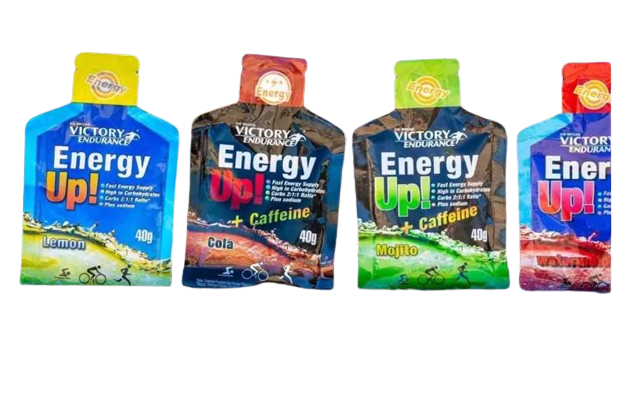 Energy
VICTORY
ENDURANCE
Energy
Up!
Fast Energy Supply
High in Carbohydrates
Carbs 2:1:1 Ratio*
Plus sodium
Lemon
40g
Energy
VICTORY
ENDURANCE
Energy
Up!
Fast Energy Supply
High in Carbohydrates
Carbs 2:1:1 Ratio*
Plus sodium
+ Caffeine
Cola
40g
Energy
VICTORY
ENDURANCE
Energy
Up!
Fast Energy Supply
High in Carbohydrates
Carbs 2:1:1 Ratio*
Plus sodium
+ Caffeine
Mojito
40g
Energy
VICTORY
ENDURANCE
Ener
Up!